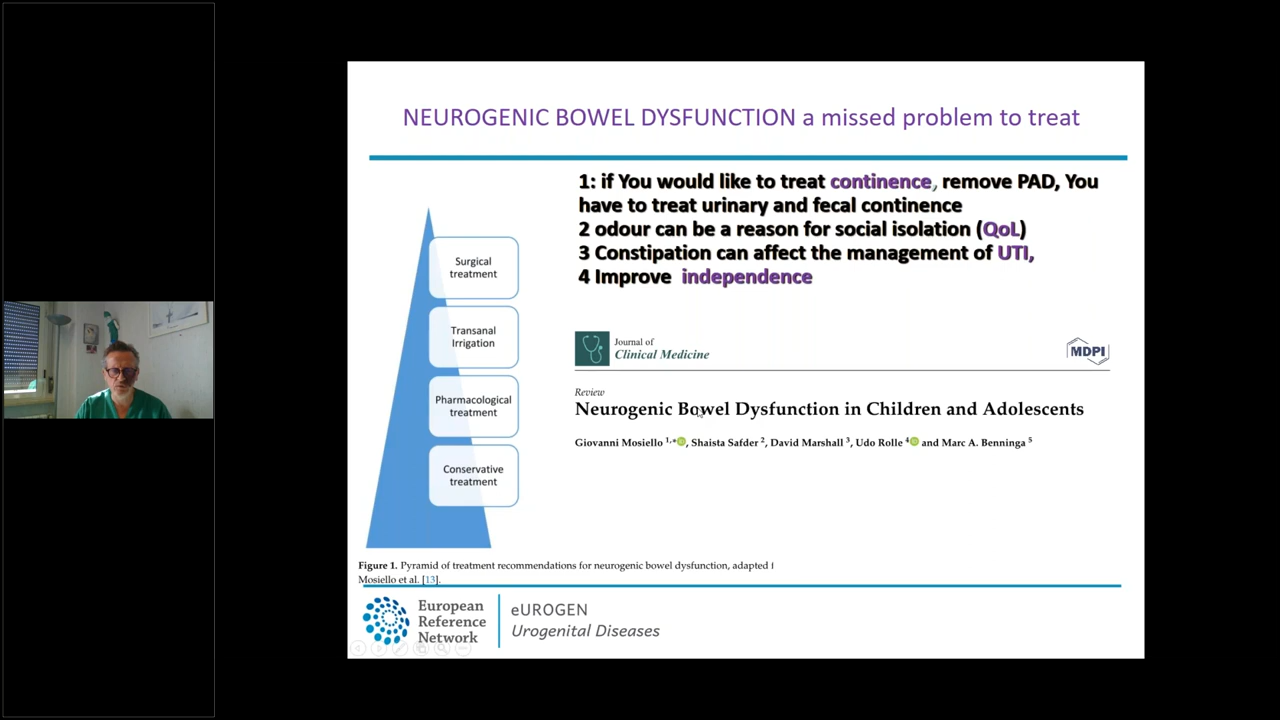 NEUROGENIC BOWEL DYSFUNCTION a missed problem to treat
1: if You would like to treat continence, remove PAD, You
have to treat urinary and fecal continence
2 odour can be a reason for social isolation (QoL)
3 Constipation can affect the management of UTI,
4 Improve independence
Surgical
treatment
Transanal
Irrigation
Pharmacological
treatment
Conservative
treatment
Journal of
Clinical Medicine
MDPI
Review
Neurogenic Bowel Dysfunction in Children and Adolescents
Giovanni Mosiello 1,*, Shaista Safder 2, David Marshall 3, Udo Rolle 4 and Marc A. Benninga 5
Figure 1. Pyramid of treatment recommendations for neurogenic bowel dysfunction, adapted
Mosiello et al. [13].
European
Reference
Network
eUROGEN
Urogenital Diseases